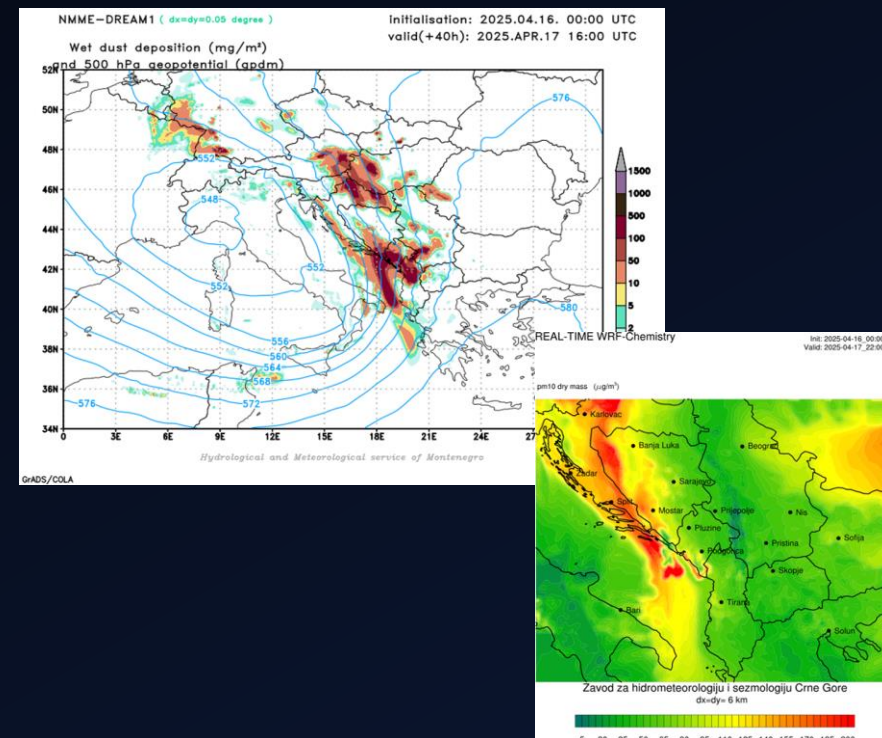 NMME-DREAM1 ( dx=dy=0.05 degree )
initialisation: 2025.04.16. 00:00 UTC
valid(+40h): 2025.APR.17 16:00 UTC
Wet dust deposition (mg/m²)
and 500 hPa geopotential (gpdm)
52N
50N
48N
46N
44N
42N
40N
38N
36N
34N
0 3E 6E 9E 12E 15E 18E 21E 24E 27
576
552
548
552
552
556
560
564
568
572
576
580
1500
1000
500
100
50
10
5
2
Hydrological and Meteorological service of Montenegro
GrADS/COLA
REAL-TIME WRF-Chemistry
Init: 2025-04-16_00:00
Valid: 2025-04-17_22:00
pm10 dry mass (µg/m³)
Karlovac
Banja Luka
Beograd
Zadar
Sarajevo
Split
Mostar
Prijepolje
Nis
Pluzine
Podgorica
Pristina
Sofija
Skopje
Bari
Tirana
Solun
Zavod za hidrometeorologiju i sezmologiju Crne Gore
dx=dy= 6 km